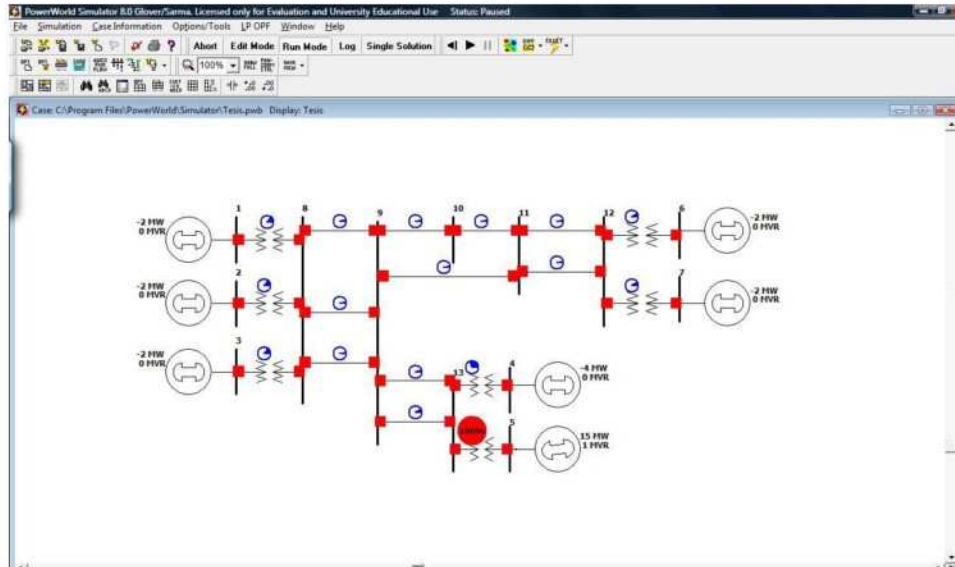 PowerWorld Simulator 8.0 Glover/Sarma. Licensed only for Evaluation and University Educational Use Status: Paused
File Simulation Case Information Options/Tools LP OPF Window Help
Abort Edit Mode Run Mode Log Single Solution
100%
Case: C:\Program Files\PowerWorld\Simulator\Tesis.pwb Display: Tesis
1 8 9 10 11 12 6
-2 MW
0 MVR
-2 MW
0 MVR
2 7
-2 MW
0 MVR
-2 MW
0 MVR
3
-2 MW
0 MVR
13 4
-4 MW
0 MVR
5
15 MW
1 MVR